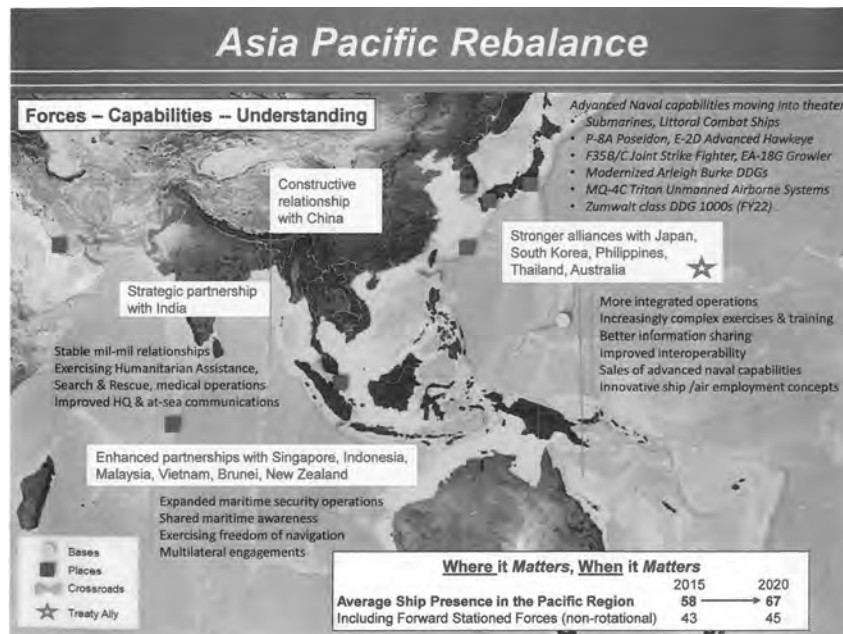 Asia Pacific Rebalance
Forces – Capabilities -- Understanding
Advanced Naval capabilities moving into theater
• Submarines, Littoral Combat Ships
• P-8A Poseidon, E-2D Advanced Hawkeye
• F35B/C Joint Strike Fighter, EA-18G Growler
• Modernized Arleigh Burke DDGs
• MQ-4C Triton Unmanned Airborne Systems
• Zumwalt class DDG 1000s (FY22)
Constructive
relationship
with China
Stronger alliances with Japan,
South Korea, Philippines,
Thailand, Australia
Strategic partnership
with India
More integrated operations
Increasingly complex exercises & training
Better information sharing
Improved interoperability
Sales of advanced naval capabilities
Innovative ship /air employment concepts
Stable mil-mil relationships
Exercising Humanitarian Assistance,
Search & Rescue, medical operations
Improved HQ & at-sea communications
Enhanced partnerships with Singapore, Indonesia,
Malaysia, Vietnam, Brunei, New Zealand
Expanded maritime security operations
Shared maritime awareness
Exercising freedom of navigation
Multilateral engagements
Bases
Places
Crossroads
Treaty Ally
Where it Matters, When it Matters
2015 2020
Average Ship Presence in the Pacific Region 58 → 67
Including Forward Stationed Forces (non-rotational) 43 45